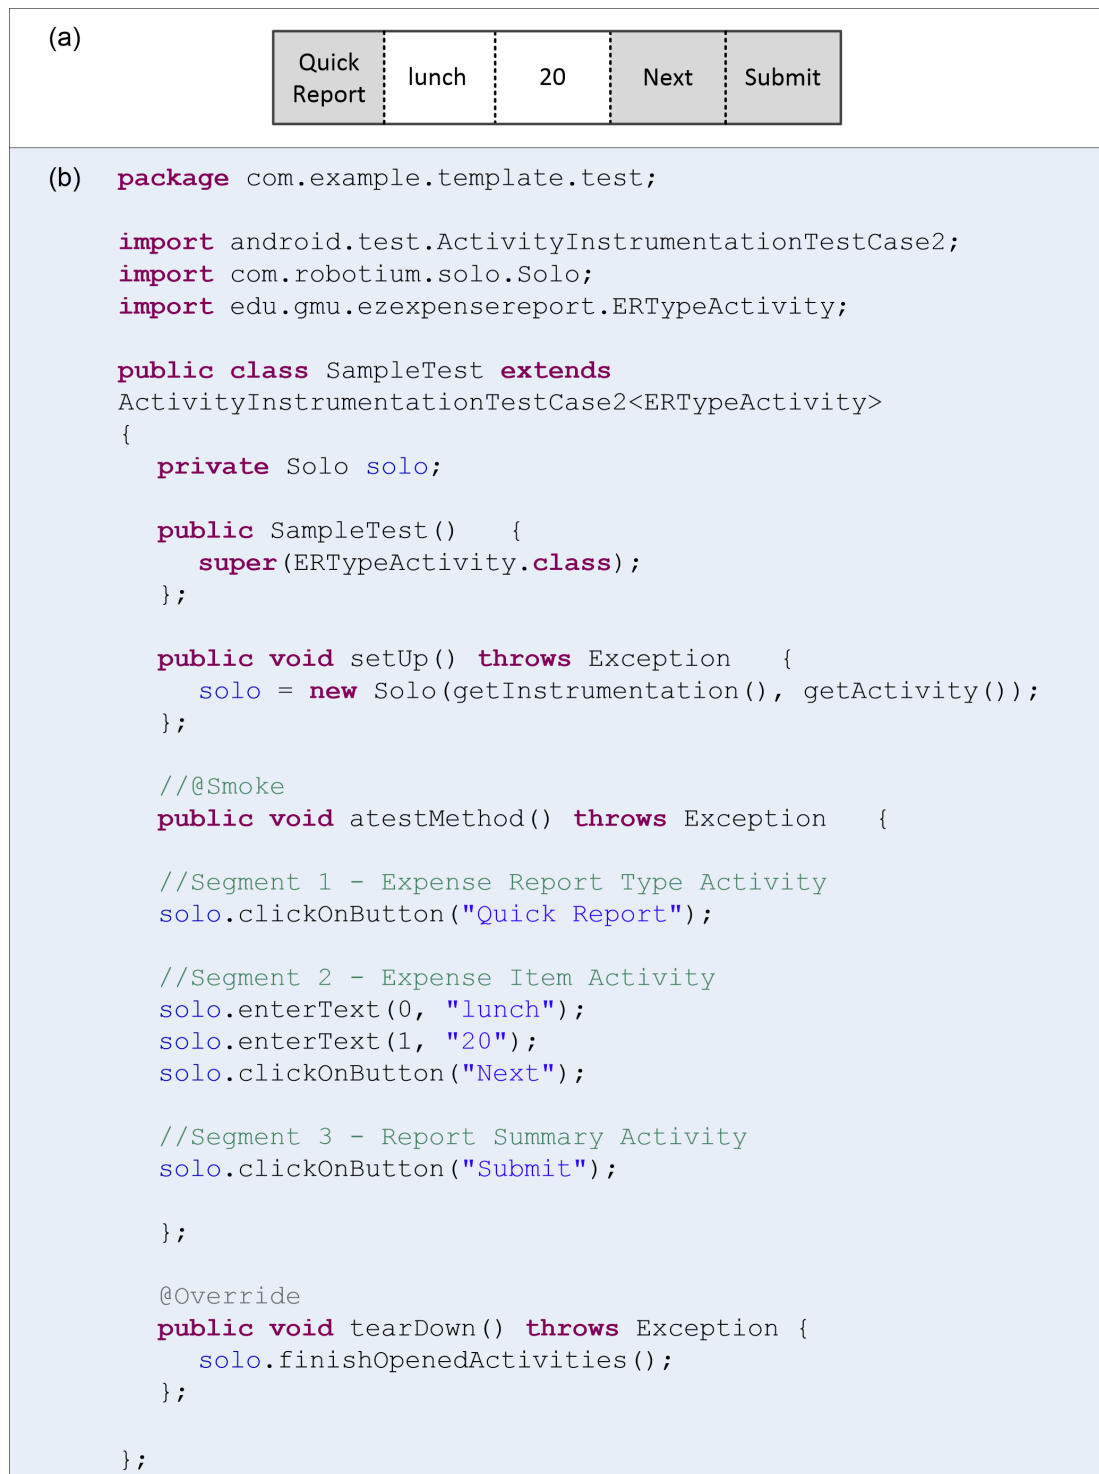 (a)
Quick
Report
lunch
20
Next
Submit
(b)
package com.example.template.test;
import android.test.ActivityInstrumentationTestCase2;
import com.robotium.solo.Solo;
import edu.gmu.ezexpensereport.ERTypeActivity;
public class SampleTest extends
ActivityInstrumentationTestCase2<ERTypeActivity>
{
private Solo solo;
public SampleTest() {
super(ERTypeActivity.class);
};
public void setUp() throws Exception {
solo = new Solo(getInstrumentation(), getActivity());
};
//@Smoke
public void atestMethod() throws Exception {
//Segment 1 - Expense Report Type Activity
solo.clickOnButton("Quick Report");
//Segment 2 - Expense Item Activity
solo.enterText(0, "lunch");
solo.enterText(1, "20");
solo.clickOnButton("Next");
//Segment 3 - Report Summary Activity
solo.clickOnButton("Submit");
};
@Override
public void tearDown() throws Exception {
solo.finishOpenedActivities();
};
};